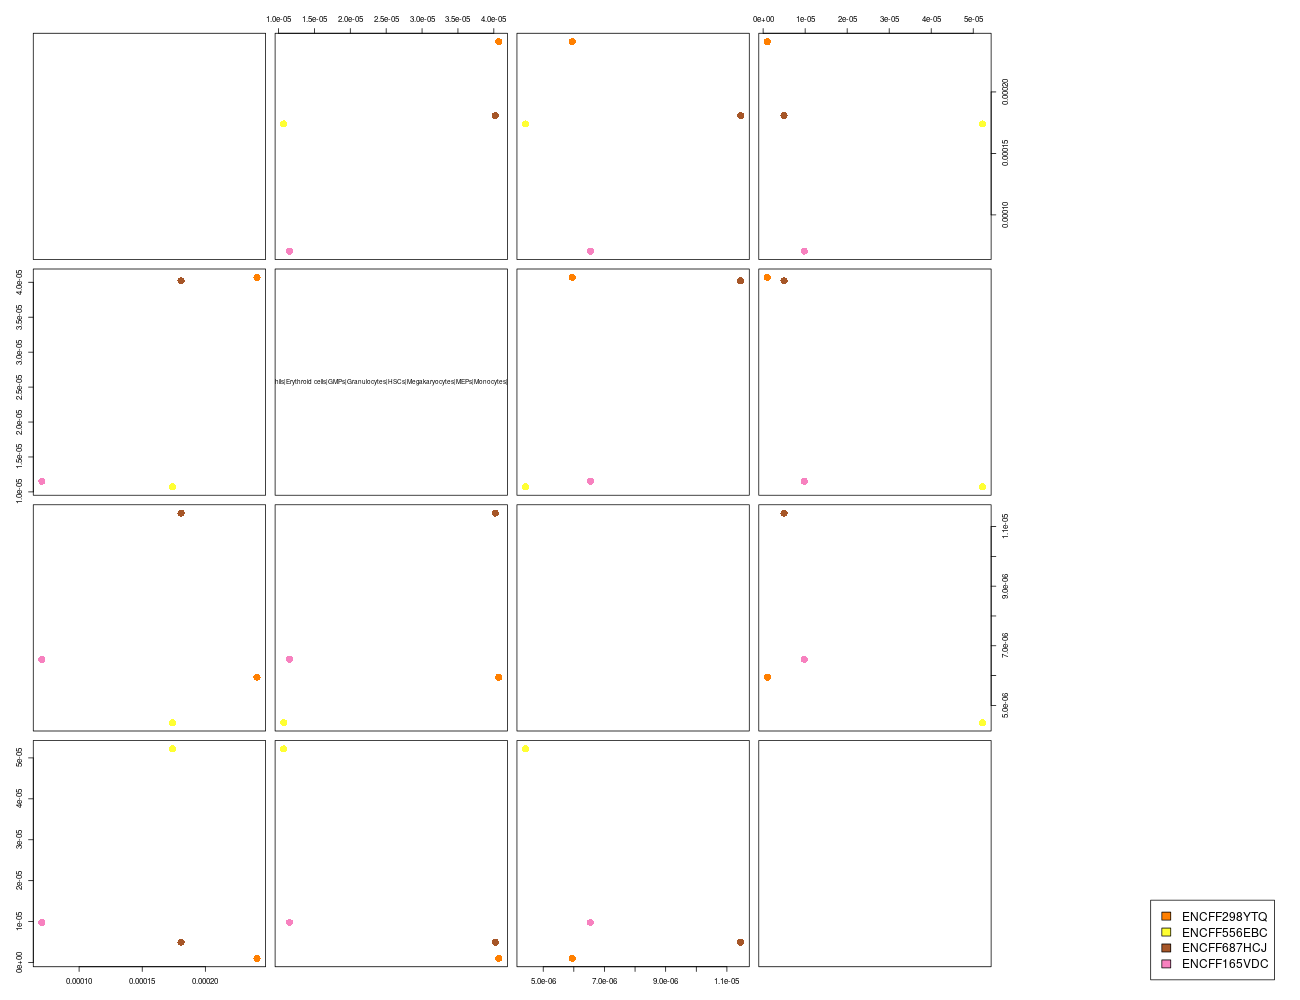 1.0e-05 1.5e-05 2.0e-05 2.5e-05 3.0e-05 3.5e-05 4.0e-05
0e+00 1e-05 2e-05 3e-05 4e-05 5e-05
0.00020
0.00015
0.00010
4.0e-05
3.5e-05
3.0e-05
2.5e-05
2.0e-05
1.5e-05
1.0e-05
hils|Erythroid cells|GMPs|Granulocytes|HSCs|Megakaryocytes|MEPs|Monocytes|
1.1e-05
9.0e-06
7.0e-06
5.0e-06
5e-05
4e-05
3e-05
2e-05
1e-05
0e+00
0.00010 0.00015 0.00020
5.0e-06 7.0e-06 9.0e-06 1.1e-05
ENCFF298YTQ
ENCFF556EBC
ENCFF687HCJ
ENCFF165VDC